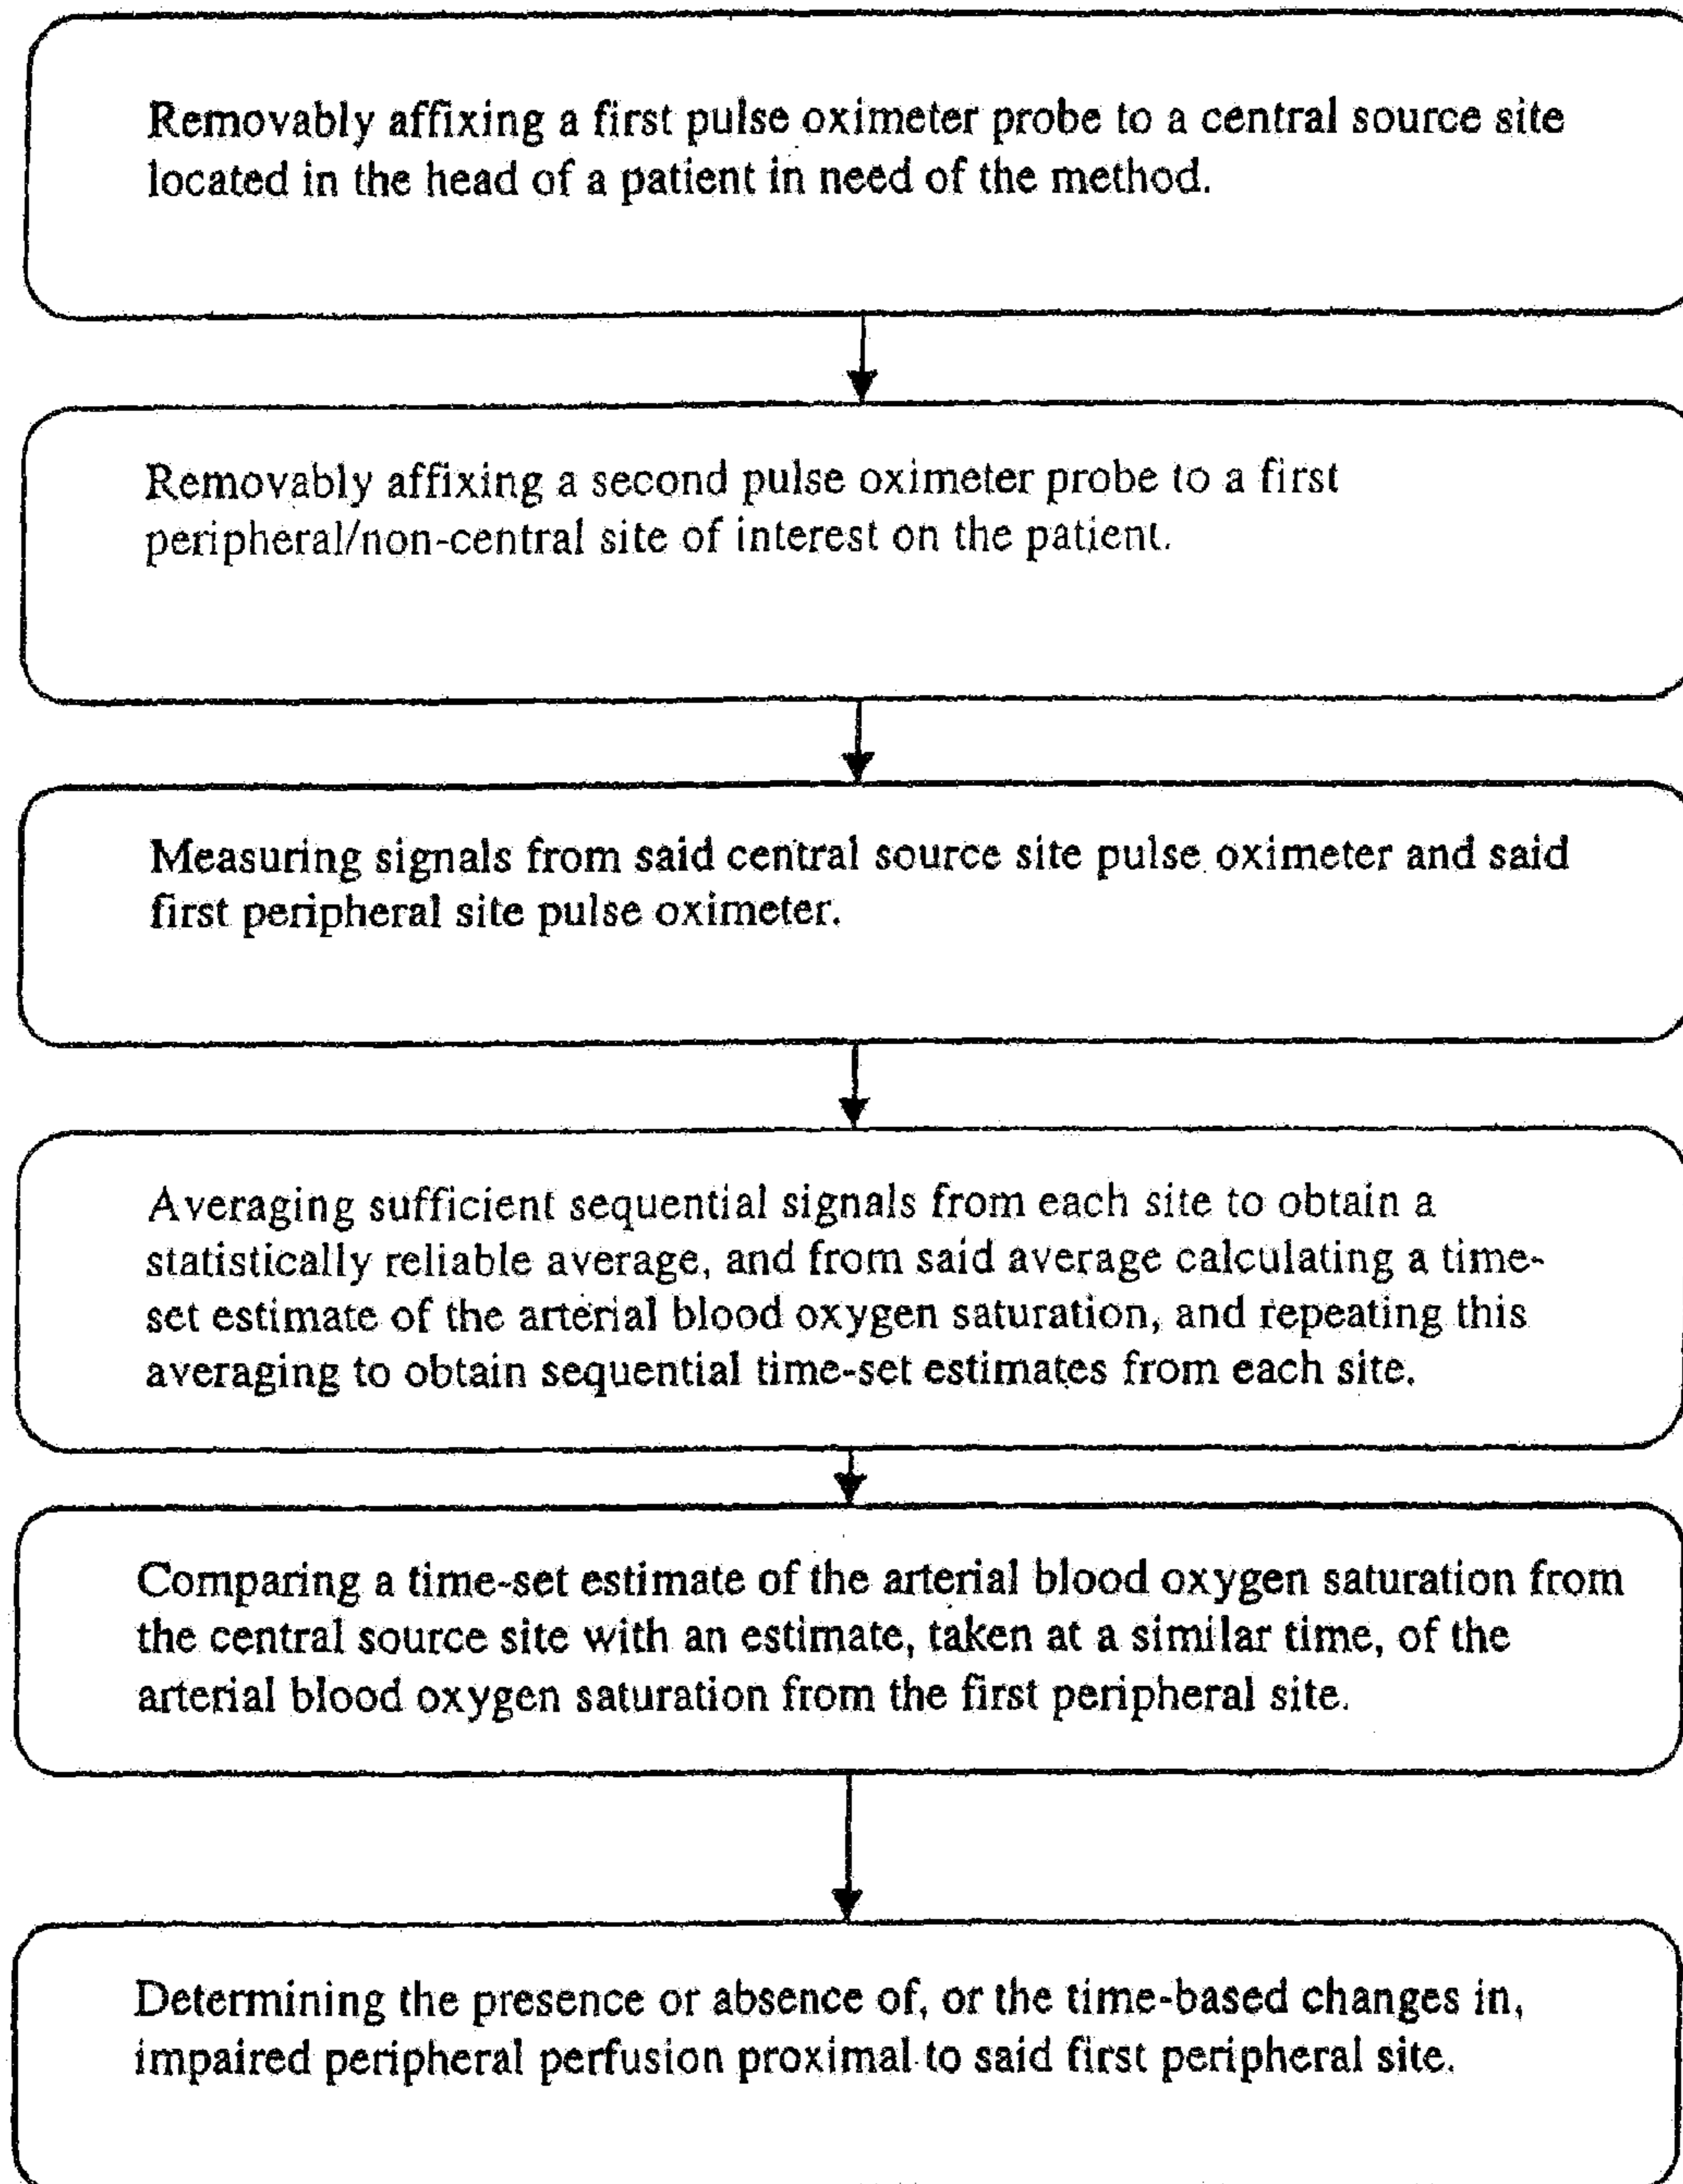 Removably affixing a first pulse oximeter probe to a central source site
located in the head of a patient in need of the method.
Removably affixing a second pulse oximeter probe to a first
peripheral/non-central site of interest on the patient.
Measuring signals from said central source site pulse oximeter and said
first peripheral site pulse oximeter.
Averaging sufficient sequential signals from each site to obtain a
statistically reliable average, and from said average calculating a time-
set estimate of the arterial blood oxygen saturation, and repeating this
averaging to obtain sequential time-set estimates from each site.
Comparing a time-set estimate of the arterial blood oxygen saturation from
the central source site with an estimate, taken at a similar time, of the
arterial blood oxygen saturation from the first peripheral site.
Determining the presence or absence of, or the time-based changes in,
impaired peripheral perfusion proximal to said first peripheral site.